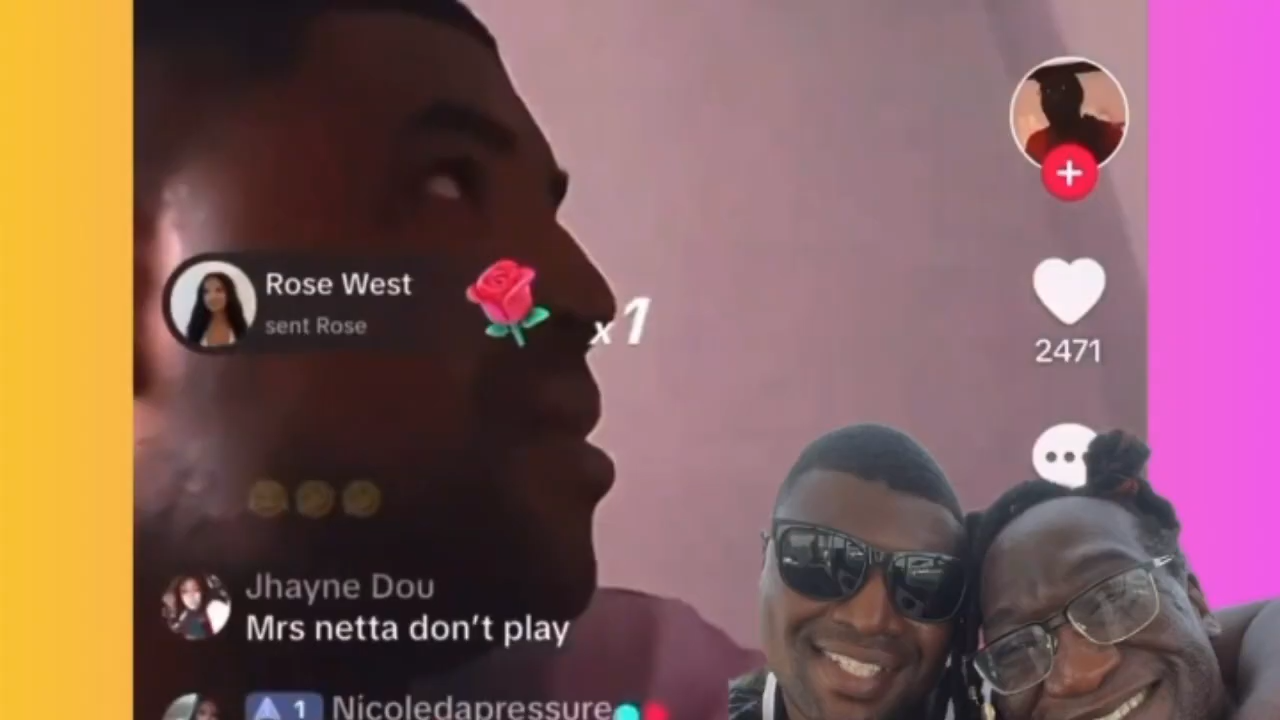 Rose West
sent Rose
x1
2471
Jhayne Dou
Mrs netta don't play
1 Nicoledapressure